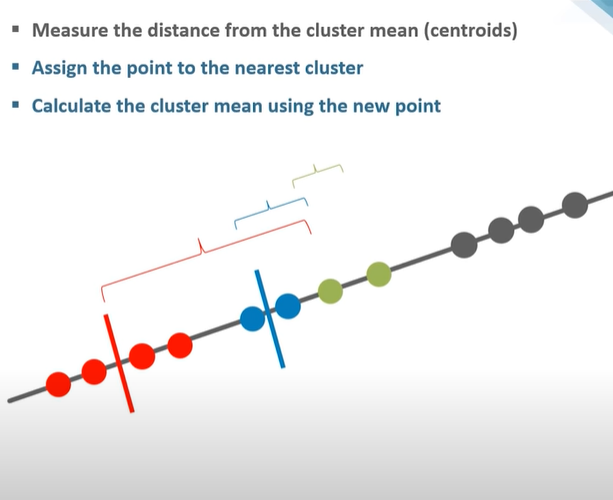 Measure the distance from the cluster mean (centroids)
Assign the point to the nearest cluster
Calculate the cluster mean using the new point